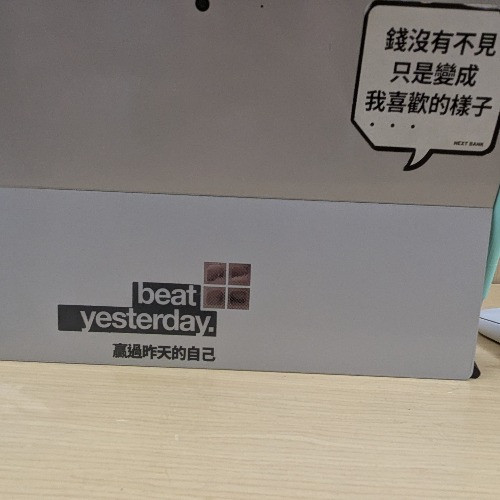 錢沒有不見
只是變成
我喜歡的樣子
...
NEXT BANK
beat
yesterday.
贏過昨天的自己